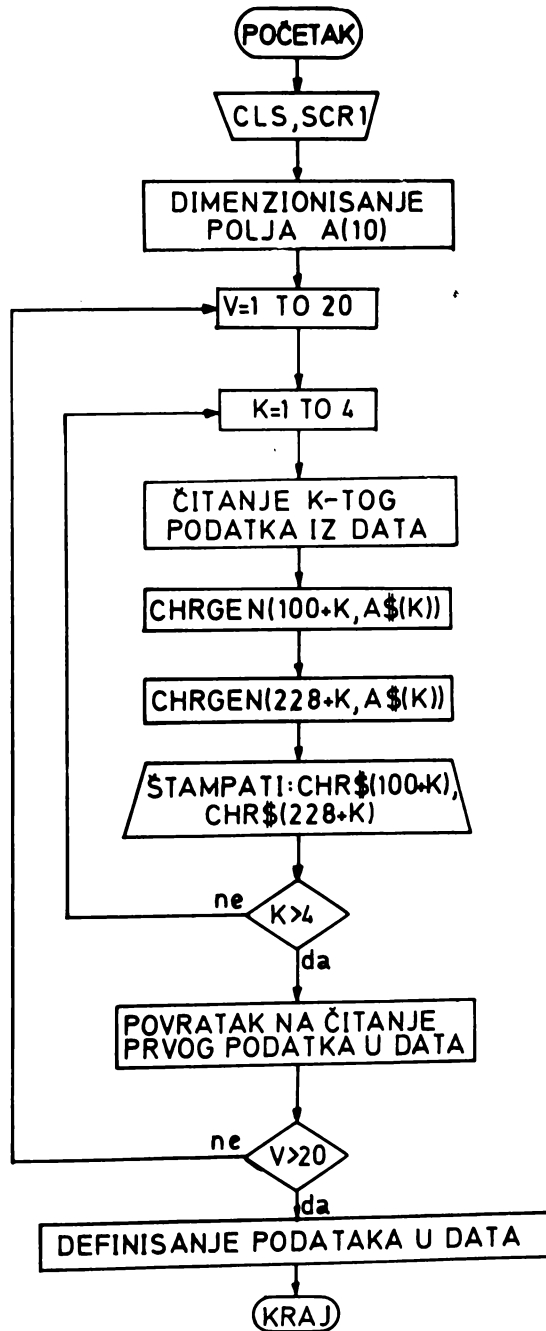 POČETAK
CLS,SCR1
DIMENZIONISANJE
POLJA A(10)
V=1 TO 20
K=1 TO 4
ČITANJE K-TOG
PODATKA IZ DATA
CHRGEN(100+K,A$(K))
CHRGEN(228+K,A$(K))
ŠTAMPATI:CHR$(100+K),
CHR$(228+K)
ne
K>4
da
POVRATAK NA ČITANJE
PRVOG PODATKA U DATA
ne
V>20
da
DEFINISANJE PODATAKA U DATA
KRAJ